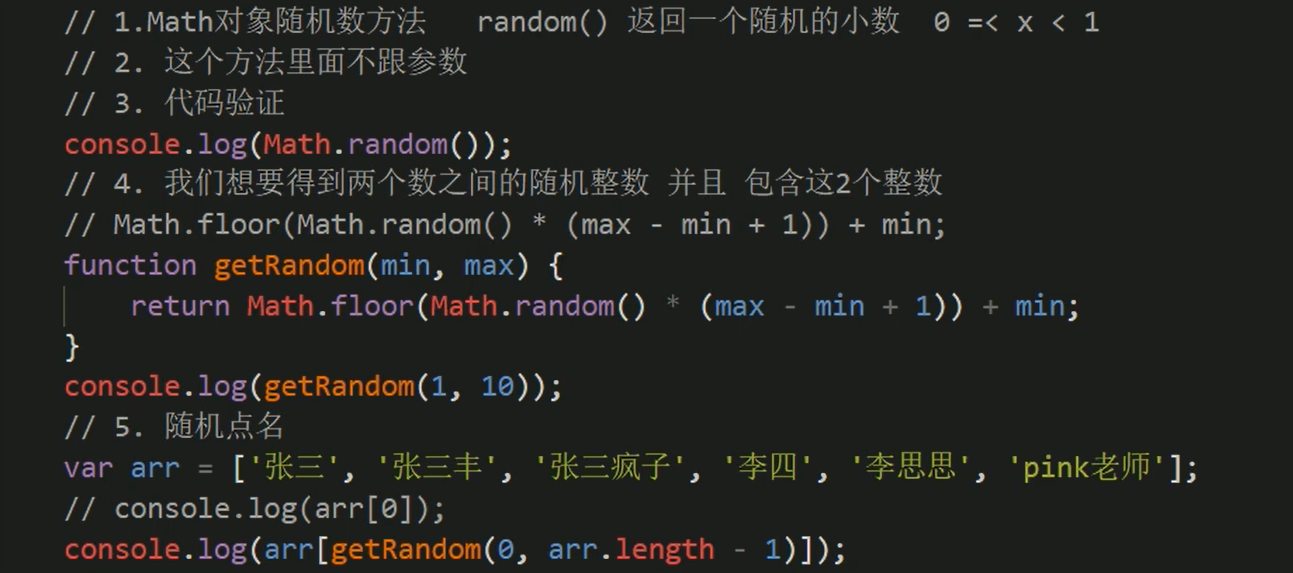 // 1.Math对象随机数方法   random() 返回一个随机的小数  0 =< x < 1
// 2. 这个方法里面不跟参数
// 3. 代码验证
console.log(Math.random());
// 4. 我们想要得到两个数之间的随机整数 并且 包含这2个整数
// Math.floor(Math.random() * (max - min + 1)) + min;
function getRandom(min, max) {
    return Math.floor(Math.random() * (max - min + 1)) + min;
}
console.log(getRandom(1, 10));
// 5. 随机点名
var arr = ['张三', '张三丰', '张三疯子', '李四', '李思思', 'pink老师'];
// console.log(arr[0]);
console.log(arr[getRandom(0, arr.length - 1)]);